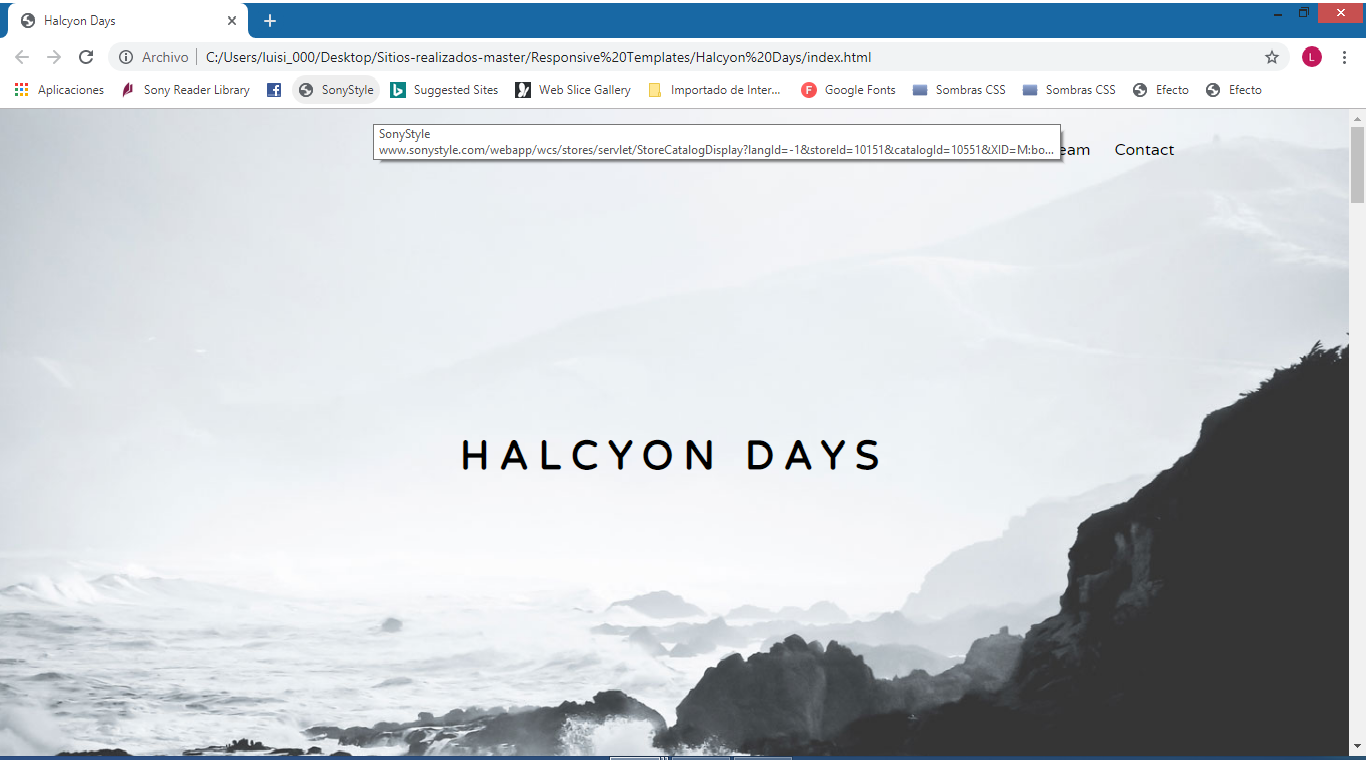 Halcyon Days
Archivo C:/Users/luisi_000/Desktop/Sitios-realizados-master/Responsive%20Templates/Halcyon%20Days/index.html
L
Aplicaciones Sony Reader Library SonyStyle Suggested Sites Web Slice Gallery Importado de Inter... Google Fonts Sombras CSS Sombras CSS Efecto Efecto
SonyStyle
www.sonystyle.com/webapp/wcs/stores/servlet/StoreCatalogDisplay?langId=-1&storeId=10151&catalogId=10551&XID=M:bo...
eam Contact
HALCYON DAYS